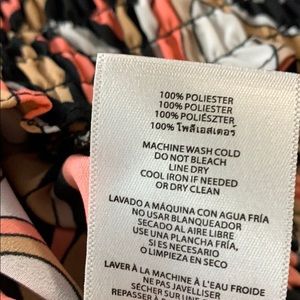 100% POLYESTER
100% POLIESTER
100% POLIÉSZTER
100% โพลีเอสเตอร์
MACHINE WASH COLD
DO NOT BLEACH
LINE DRY
COOL IRON IF NEEDED
OR DRY CLEAN
LAVADO A MÁQUINA CON AGUA FRÍA
NO USAR BLANQUEADOR
SECADO AL AIRE LIBRE
USE UNA PLANCHA FRÍA,
SI ES NECESARIO
O LIMPIEZA EN SECO
LAVER À LA MACHINE À L'EAU FROIDE
NE PAS JAVELLISER
SÉCHER SUR
REPASSER À